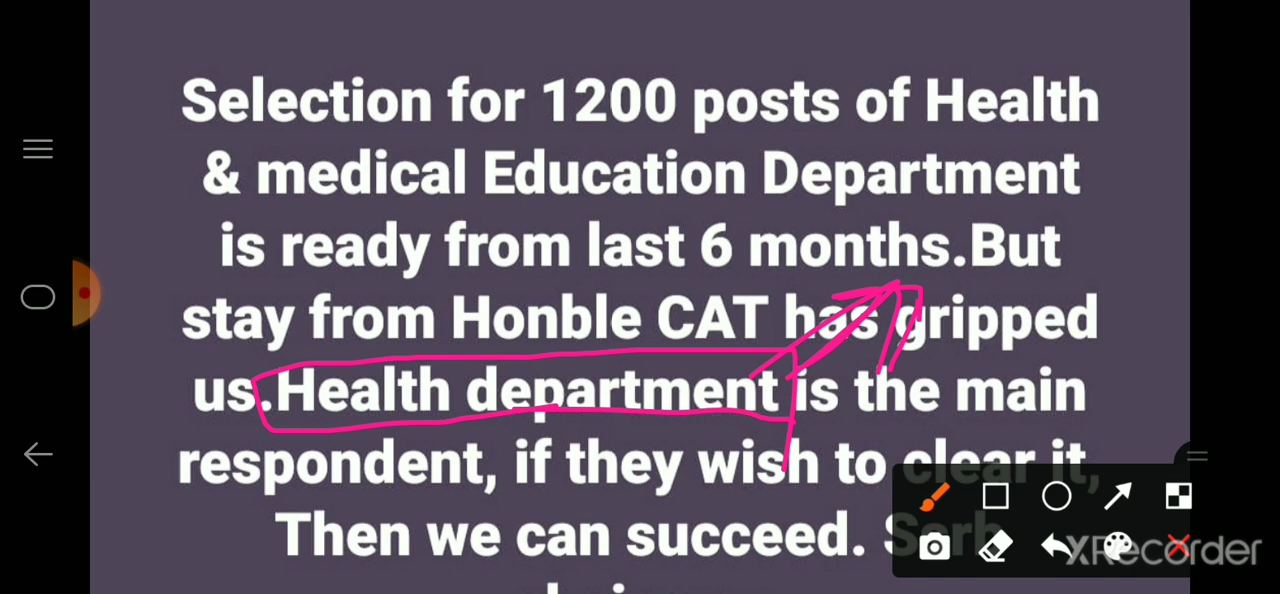 Selection for 1200 posts of Health
& medical Education Department
is ready from last 6 months.But
stay from Honble CAT has gripped
us.Health department is the main
respondent, if they wish to clear it,
Then we can succeed.
XRecorder